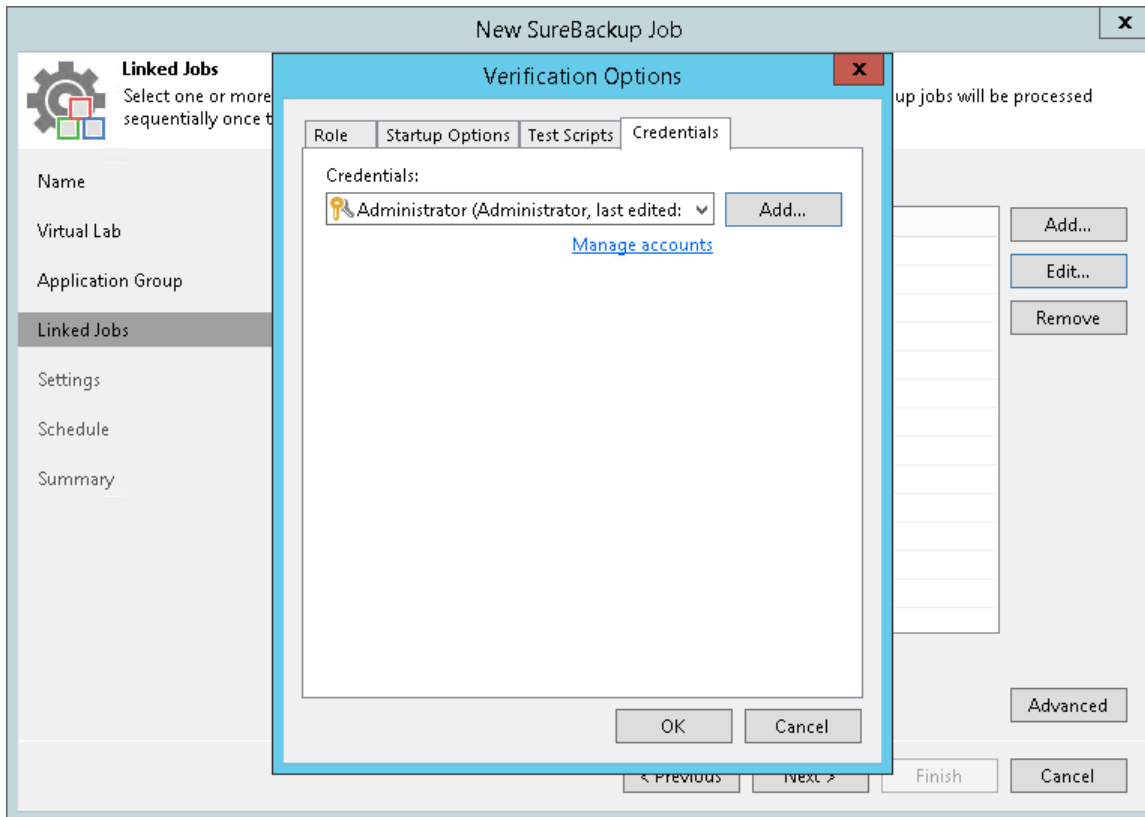 New SureBackup Job
x
Linked Jobs
Select one or more
sequentially once t
up jobs will be processed
Name
Virtual Lab
Application Group
Linked Jobs
Settings
Schedule
Summary
Verification Options
x
Role
Startup Options
Test Scripts
Credentials
Credentials:
Administrator (Administrator, last edited:
Add...
Manage accounts
OK
Cancel
Add...
Edit...
Remove
Advanced
< Previous
Next >
Finish
Cancel